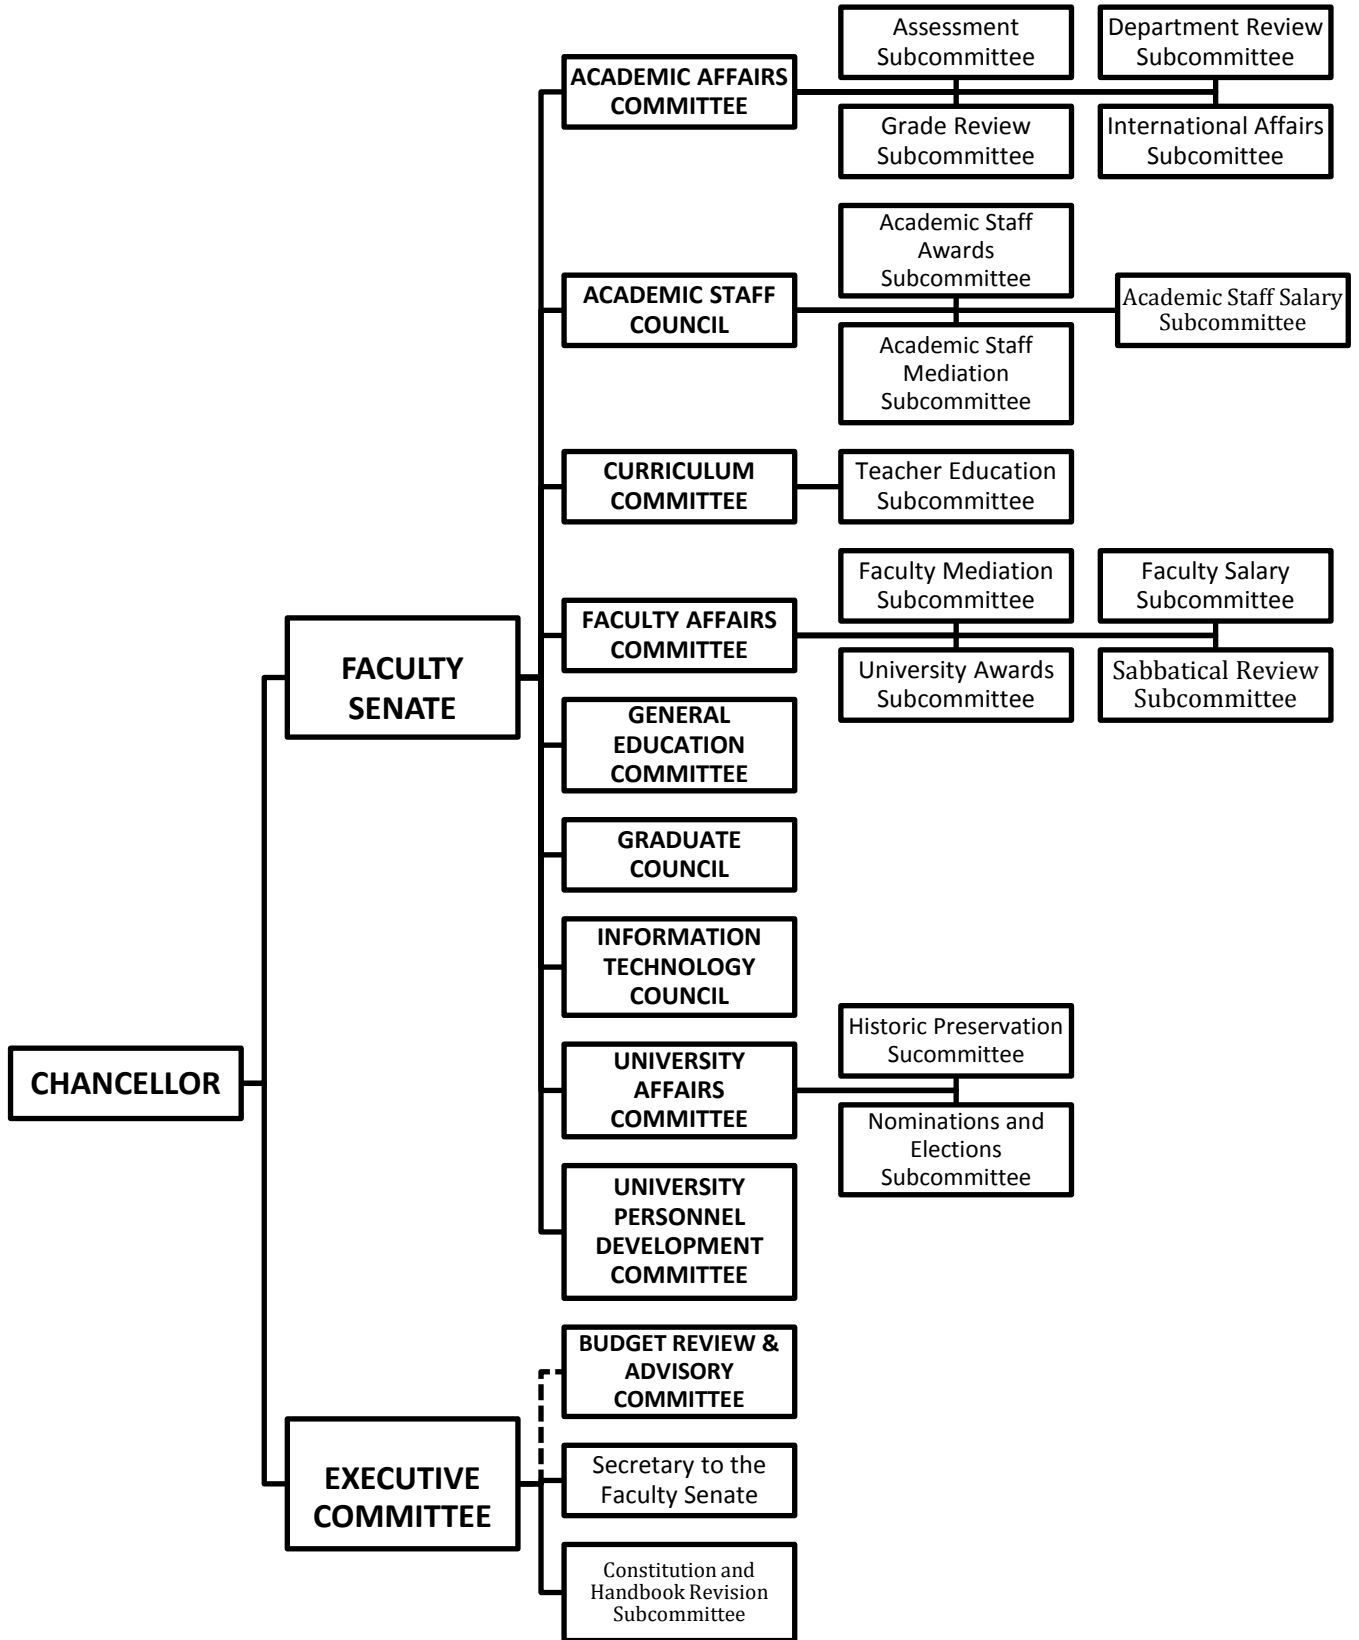 Assessment
Subcommittee
Department Review
Subcommittee
ACADEMIC AFFAIRS
COMMITTEE
Grade Review
Subcommittee
International Affairs
Subcomittee
Academic Staff
Awards
Subcommittee
ACADEMIC STAFF
COUNCIL
Academic Staff Salary
Subcommittee
Academic Staff
Mediation
Subcommittee
CURRICULUM
COMMITTEE
Teacher Education
Subcommittee
Faculty Mediation
Subcommittee
Faculty Salary
Subcommittee
FACULTY AFFAIRS
COMMITTEE
University Awards
Subcommittee
Sabbatical Review
Subcommittee
FACULTY
SENATE
GENERAL
EDUCATION
COMMITTEE
GRADUATE
COUNCIL
INFORMATION
TECHNOLOGY
COUNCIL
Historic Preservation
Sucommittee
CHANCELLOR
UNIVERSITY
AFFAIRS
COMMITTEE
Nominations and
Elections
Subcommittee
UNIVERSITY
PERSONNEL
DEVELOPMENT
COMMITTEE
BUDGET REVIEW &
ADVISORY
COMMITTEE
EXECUTIVE
COMMITTEE
Secretary to the
Faculty Senate
Constitution and
Handbook Revision
Subcommittee